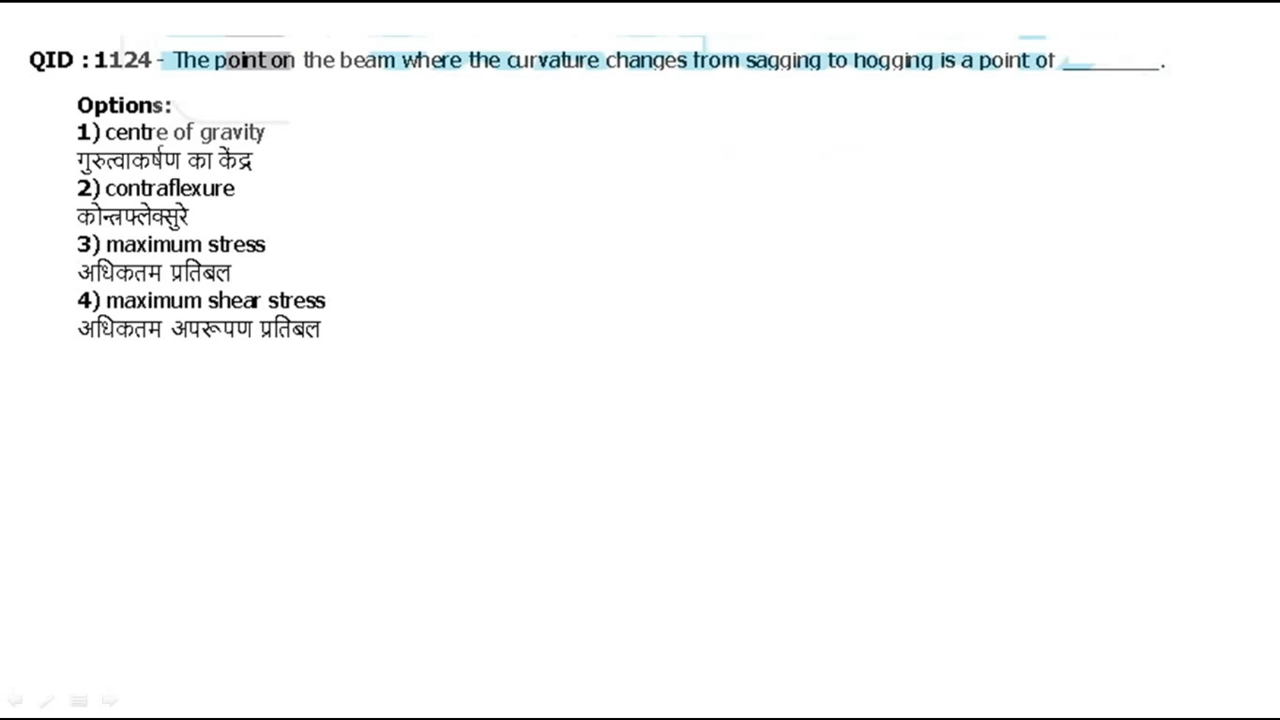 QID : 1124 - The point on the beam where the curvature changes from sagging to hogging is a point of _________.
Options:
1) centre of gravity
गुरुत्वाकर्षण का केंद्र
2) contraflexure
कोन्त्रफ्लेक्सुरे
3) maximum stress
अधिकतम प्रतिबल
4) maximum shear stress
अधिकतम अपरूपण प्रतिबल